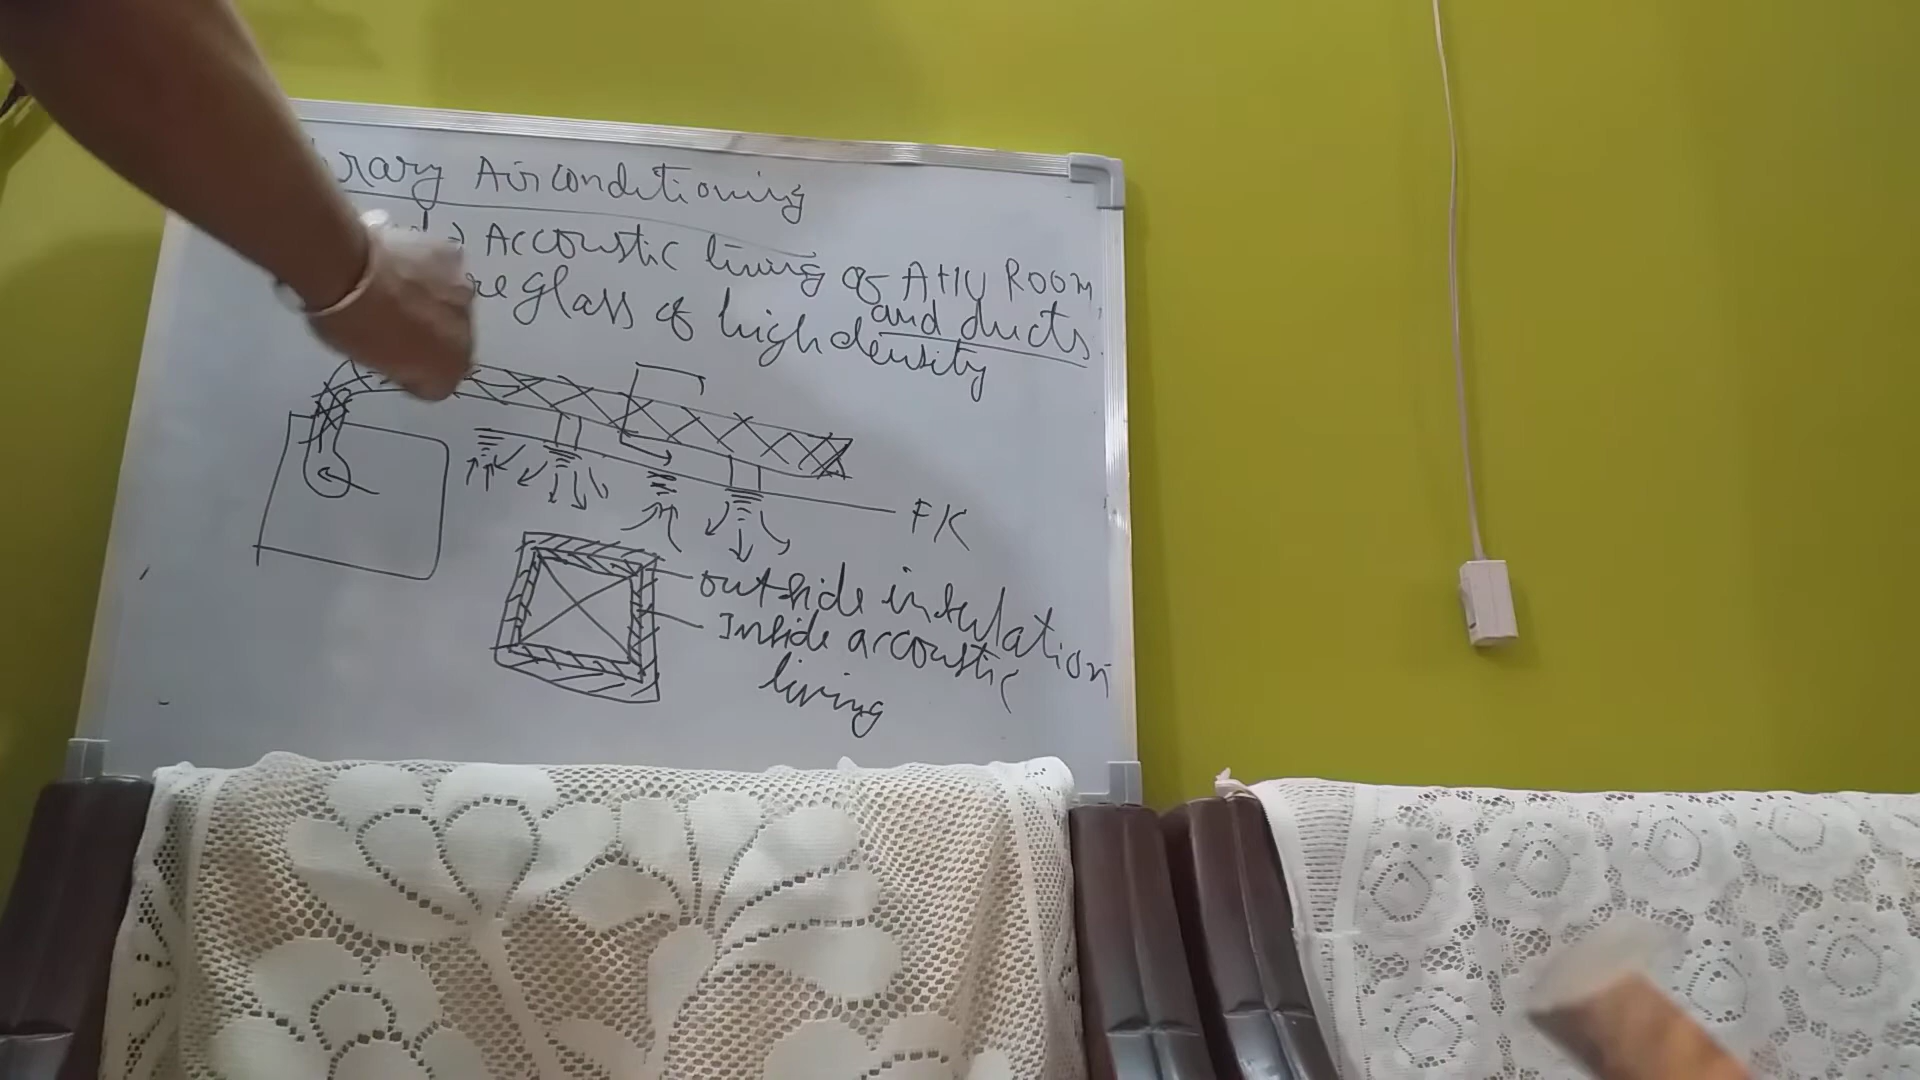 Airconditioning
Accoustic lining of AHU Room
and ducts
glass of high density
FK
outside insulation
Inside accoustic
lining